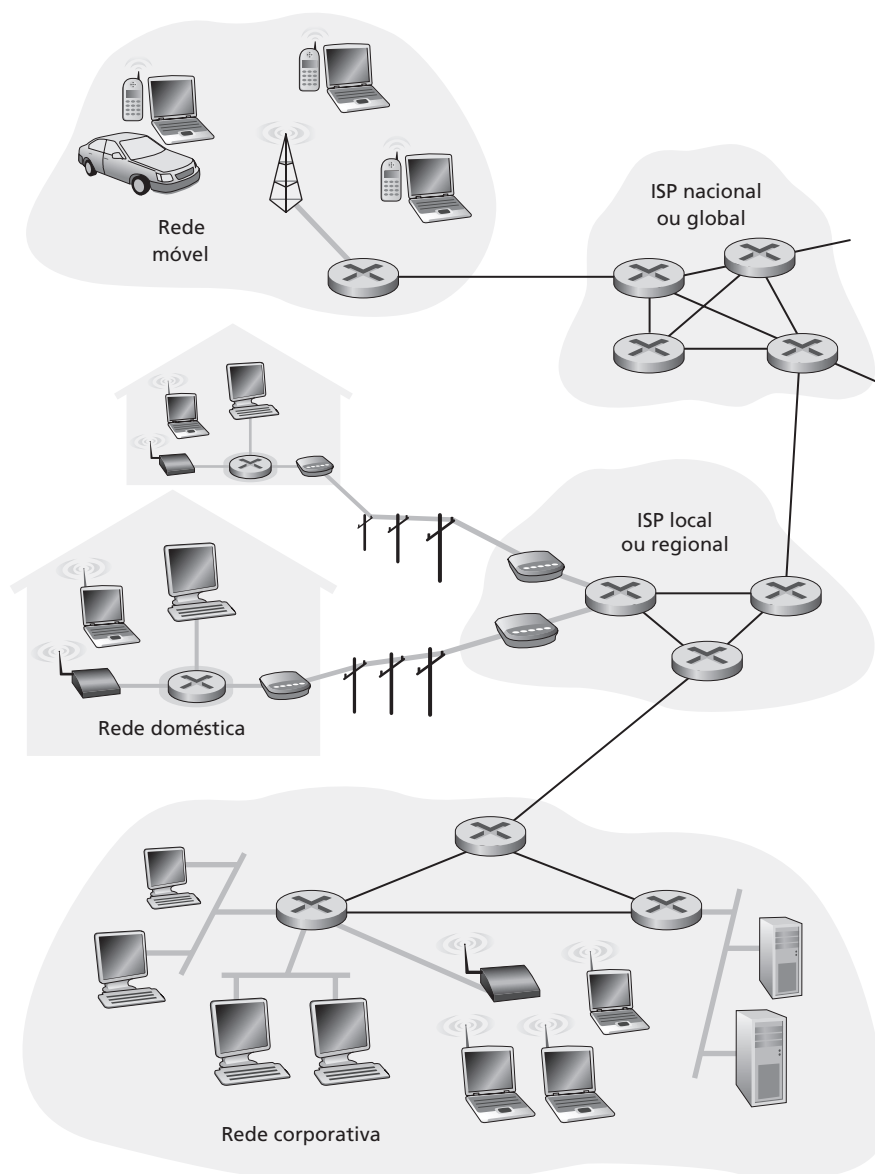 Rede
móvel
ISP nacional
ou global
ISP local
ou regional
Rede doméstica
Rede corporativa